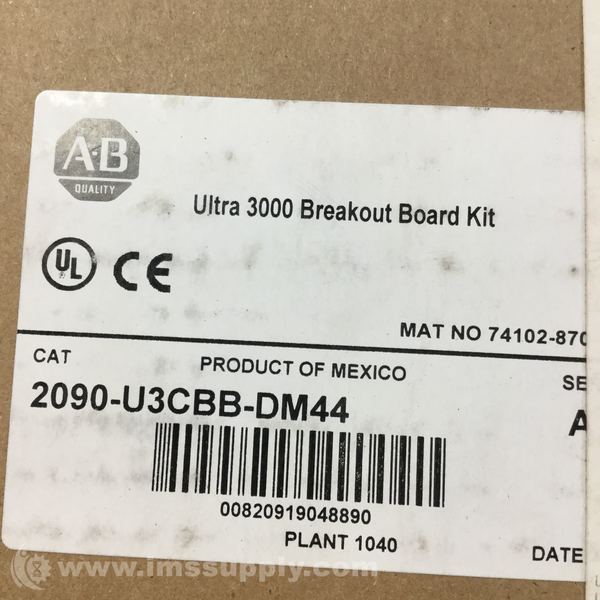 A·B
QUALITY
Ultra 3000 Breakout Board Kit
UL CE
MAT NO 74102-870
CAT
PRODUCT OF MEXICO
SE
2090-U3CBB-DM44
A
00820919048890
PLANT 1040
DATE
www.imssupply.com